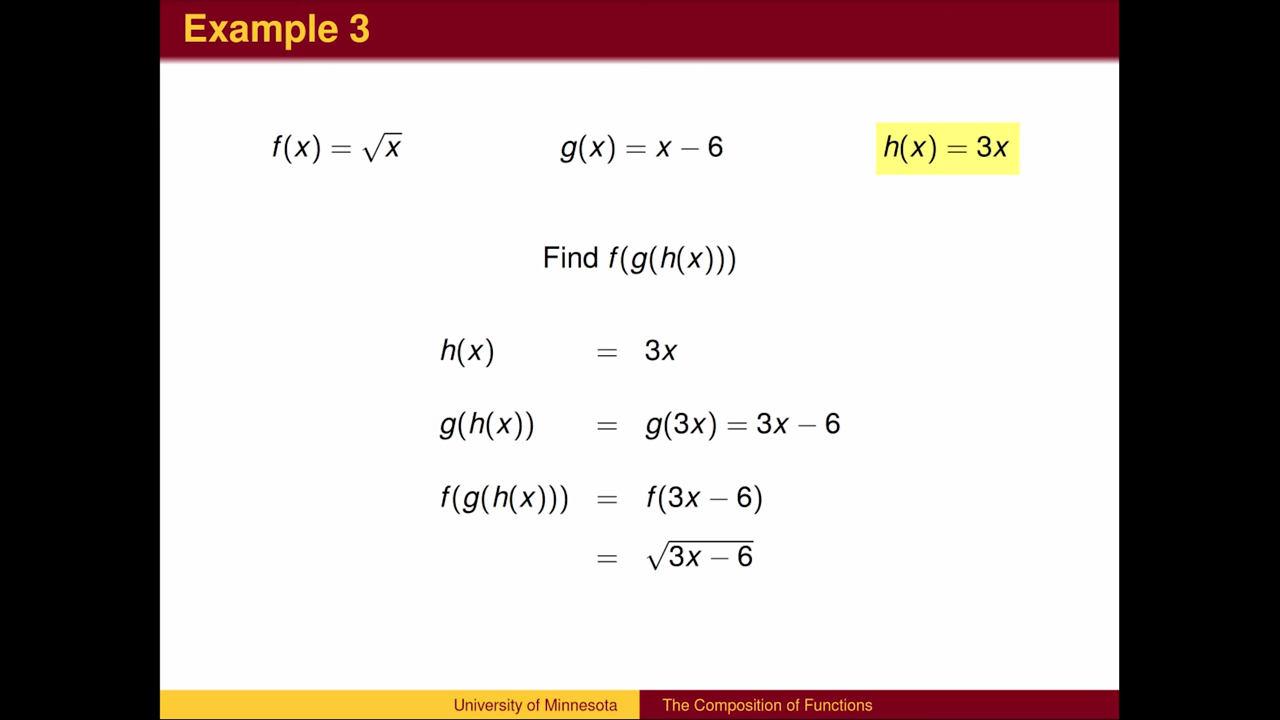 Example 3
f(x) = √x g(x) = x − 6 h(x) = 3x
Find f(g(h(x)))
h(x) = 3x
g(h(x)) = g(3x) = 3x − 6
f(g(h(x))) = f(3x − 6)
= √(3x − 6)
University of Minnesota The Composition of Functions